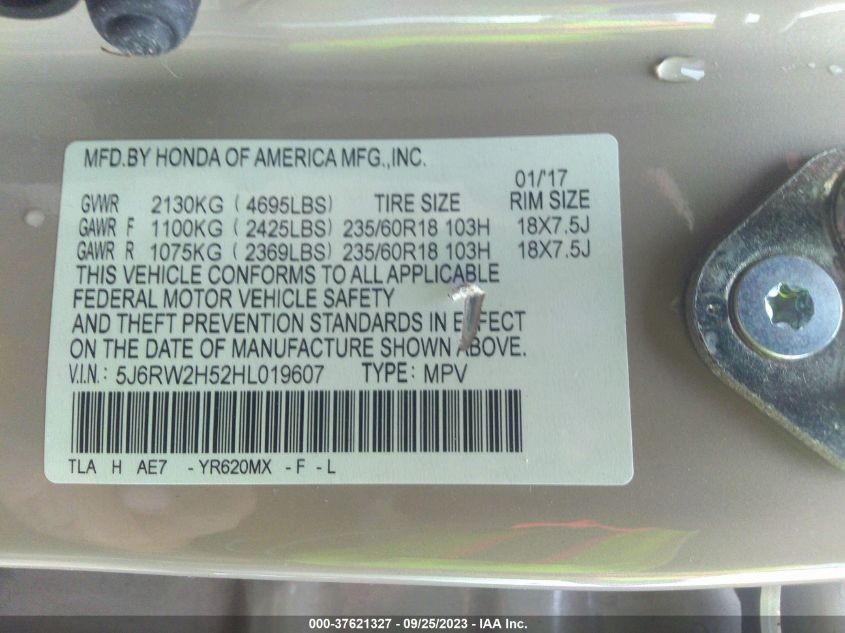 MFD.BY HONDA OF AMERICA MFG.,INC.
01/'17
GVWR 2130KG (4695LBS) TIRE SIZE RIM SIZE
GAWR F 1100KG (2425LBS) 235/60R18 103H 18X7.5J
GAWR R 1075KG (2369LBS) 235/60R18 103H 18X7.5J
THIS VEHICLE CONFORMS TO ALL APPLICABLE
FEDERAL MOTOR VEHICLE SAFETY
AND THEFT PREVENTION STANDARDS IN EFFECT
ON THE DATE OF MANUFACTURE SHOWN ABOVE.
V.I.N.: 5J6RW2H52HL019607 TYPE: MPV
TLA H AE7 -YR620MX -F -L
000-37621327 - 09/25/2023 - IAA Inc.